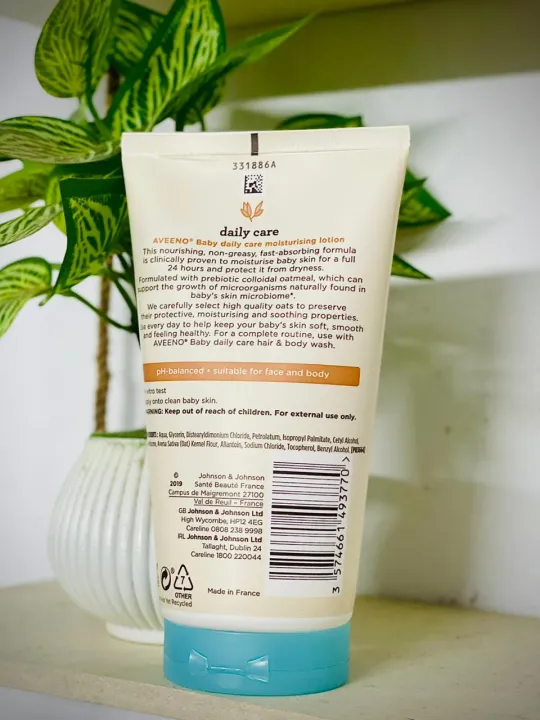 331886A
daily care
AVEENO® Baby daily care moisturising lotion
This nourishing, non-greasy, fast-absorbing formula
is clinically proven to moisturise baby skin for a full
24 hours and protect it from dryness.
Formulated with prebiotic colloidal oatmeal, which can
support the growth of microorganisms naturally found in
baby's skin microbiome*.
We carefully select high quality oats to preserve
their protective, moisturising and soothing properties.
every day to help keep your baby's skin soft, smooth
and feeling healthy. For a complete routine, use with
AVEENO® Baby daily care hair & body wash.
pH-balanced • suitable for face and body
test
onto clean baby skin.
Keep out of reach of children. For external use only.
Aqua, Glycerin, Distearyldimonium Chloride, Petrolatum, Isopropyl Palmitate, Cetyl Alcohol,
Avena Sativa (Oat) Kernel Flour, Allantoin, Sodium Chloride, Tocopherol, Benzyl Alcohol.
© 2019
Johnson & Johnson
Santé Beauté France
Campus de Maigremont 27100
Val de Reuil – France
GB Johnson & Johnson Ltd
High Wycombe, HP12 4EG
Careline 0808 238 9998
IRL Johnson & Johnson Ltd
Tallaght, Dublin 24
Careline 1800 220044
3 574661 493770 >
7
OTHER
Yet Recycled
Made in France